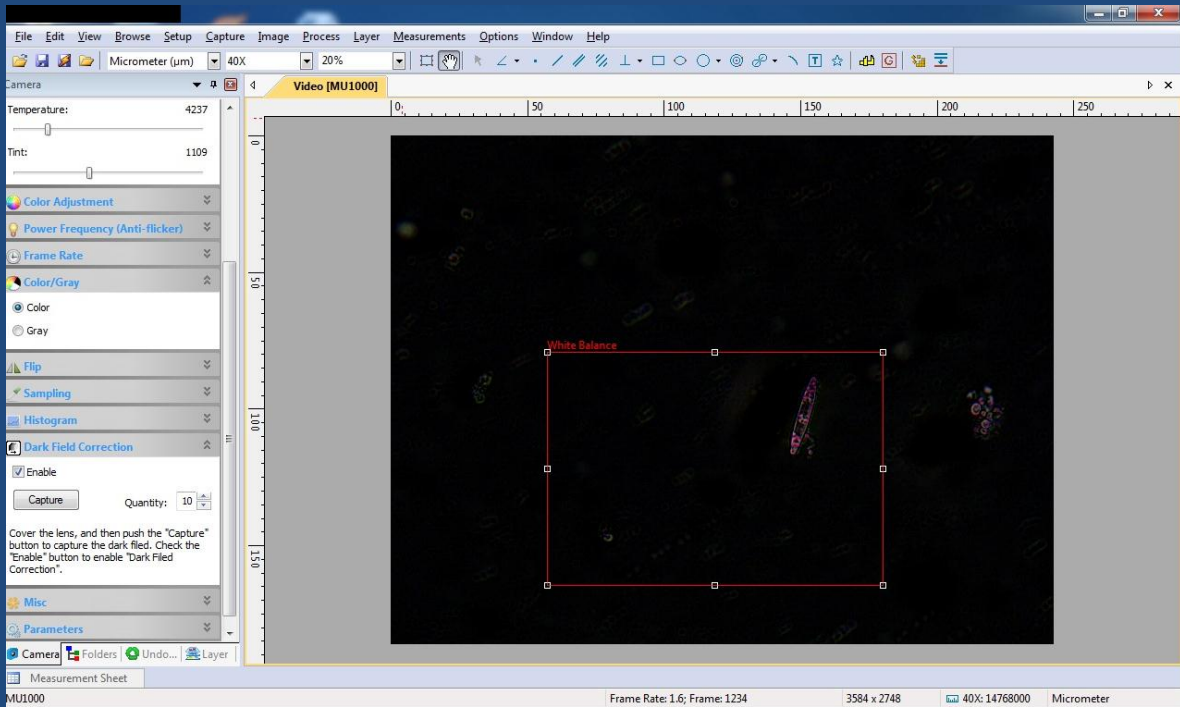 File Edit View Browse Setup Capture Image Process Layer Measurements Options Window Help
Micrometer (µm) 40X 20% T G
Camera Video [MU1000]
0 50 100 150 200 250
Temperature: 4237
Tint: 1109
Color Adjustment
Power Frequency (Anti-flicker)
Frame Rate
Color/Gray
Color
Gray
Flip
Sampling
Histogram
Dark Field Correction
Enable
Capture Quantity: 10
Cover the lens, and then push the "Capture"
button to capture the dark filed. Check the
"Enable" button to enable "Dark Filed
Correction".
Misc
Parameters
Camera Folders Undo... Layer
0
50
100
150
White Balance
Measurement Sheet
MU1000 Frame Rate: 1.6; Frame: 1234 3584 x 2748 40X: 14768000 Micrometer